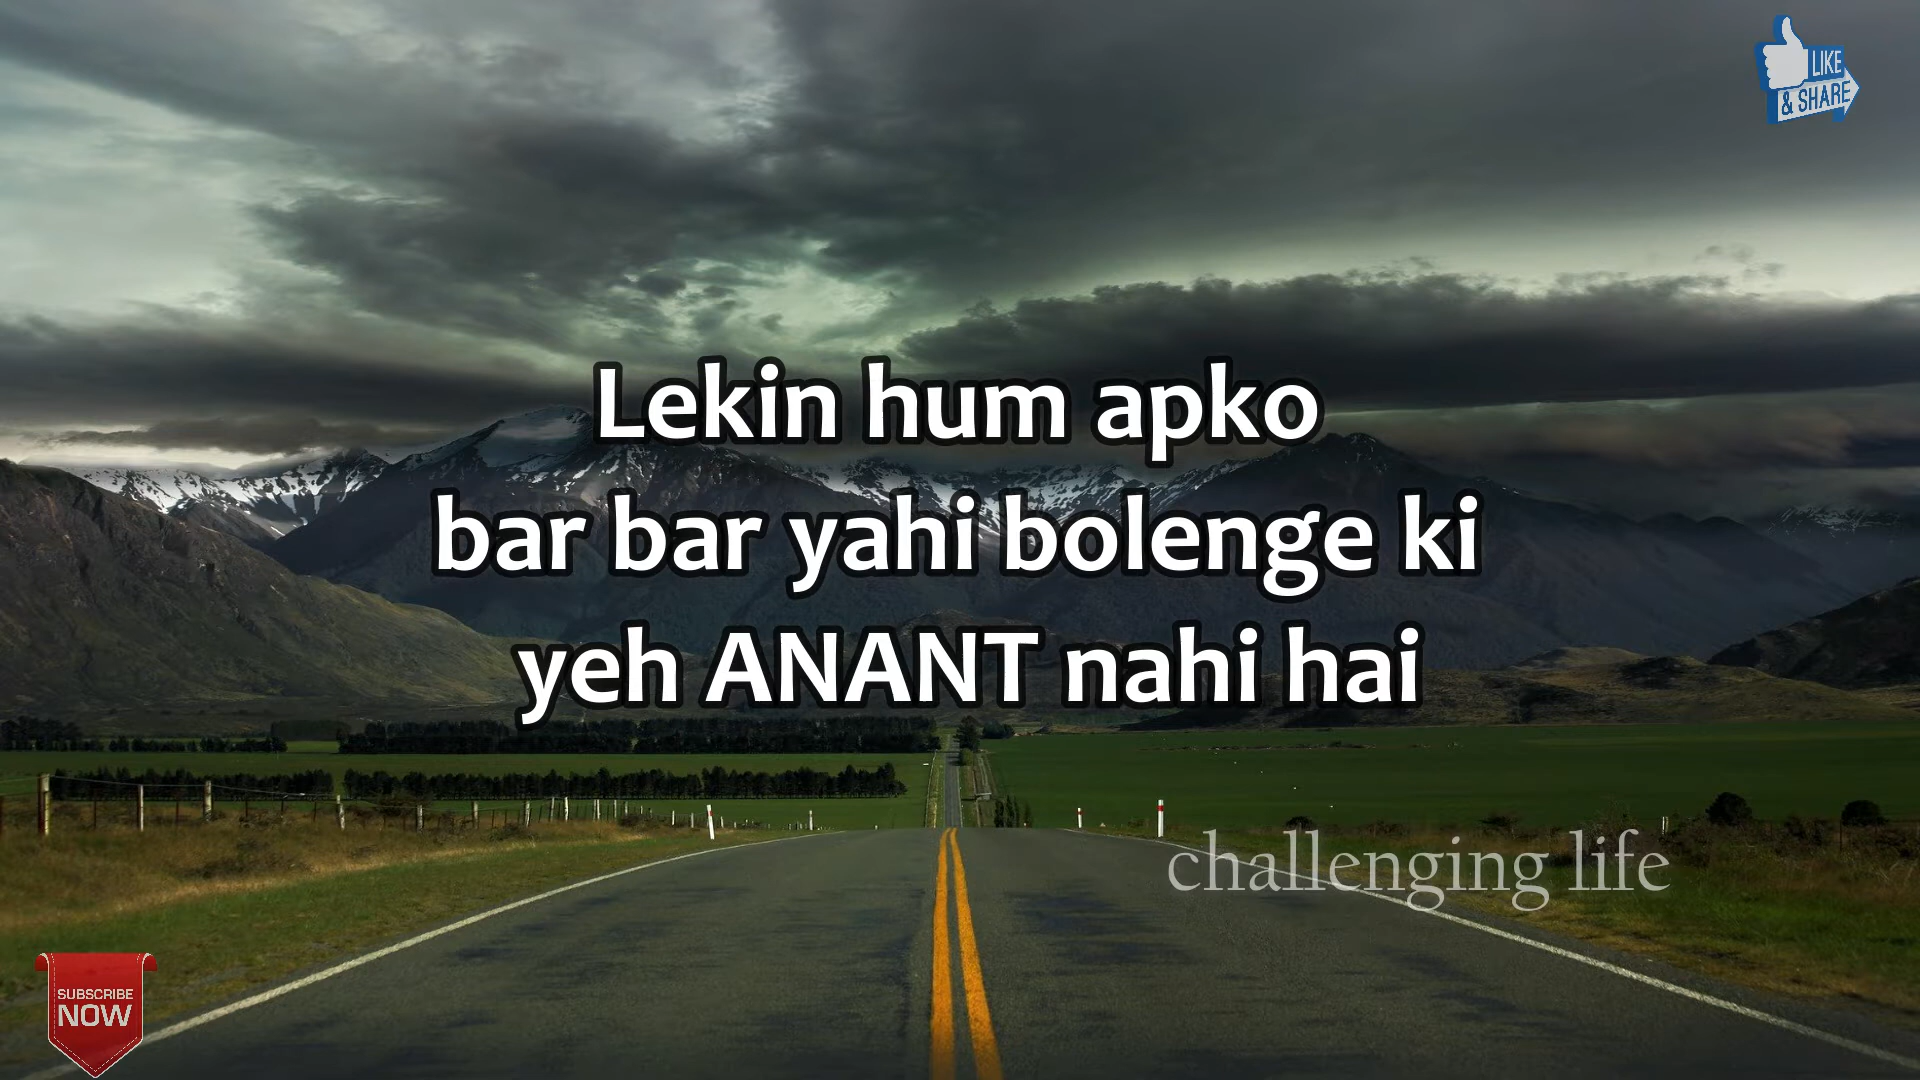 LIKE
& SHARE
Lekin hum apko
bar bar yahi bolenge ki
yeh ANANT nahi hai
challenging life
SUBSCRIBE
NOW